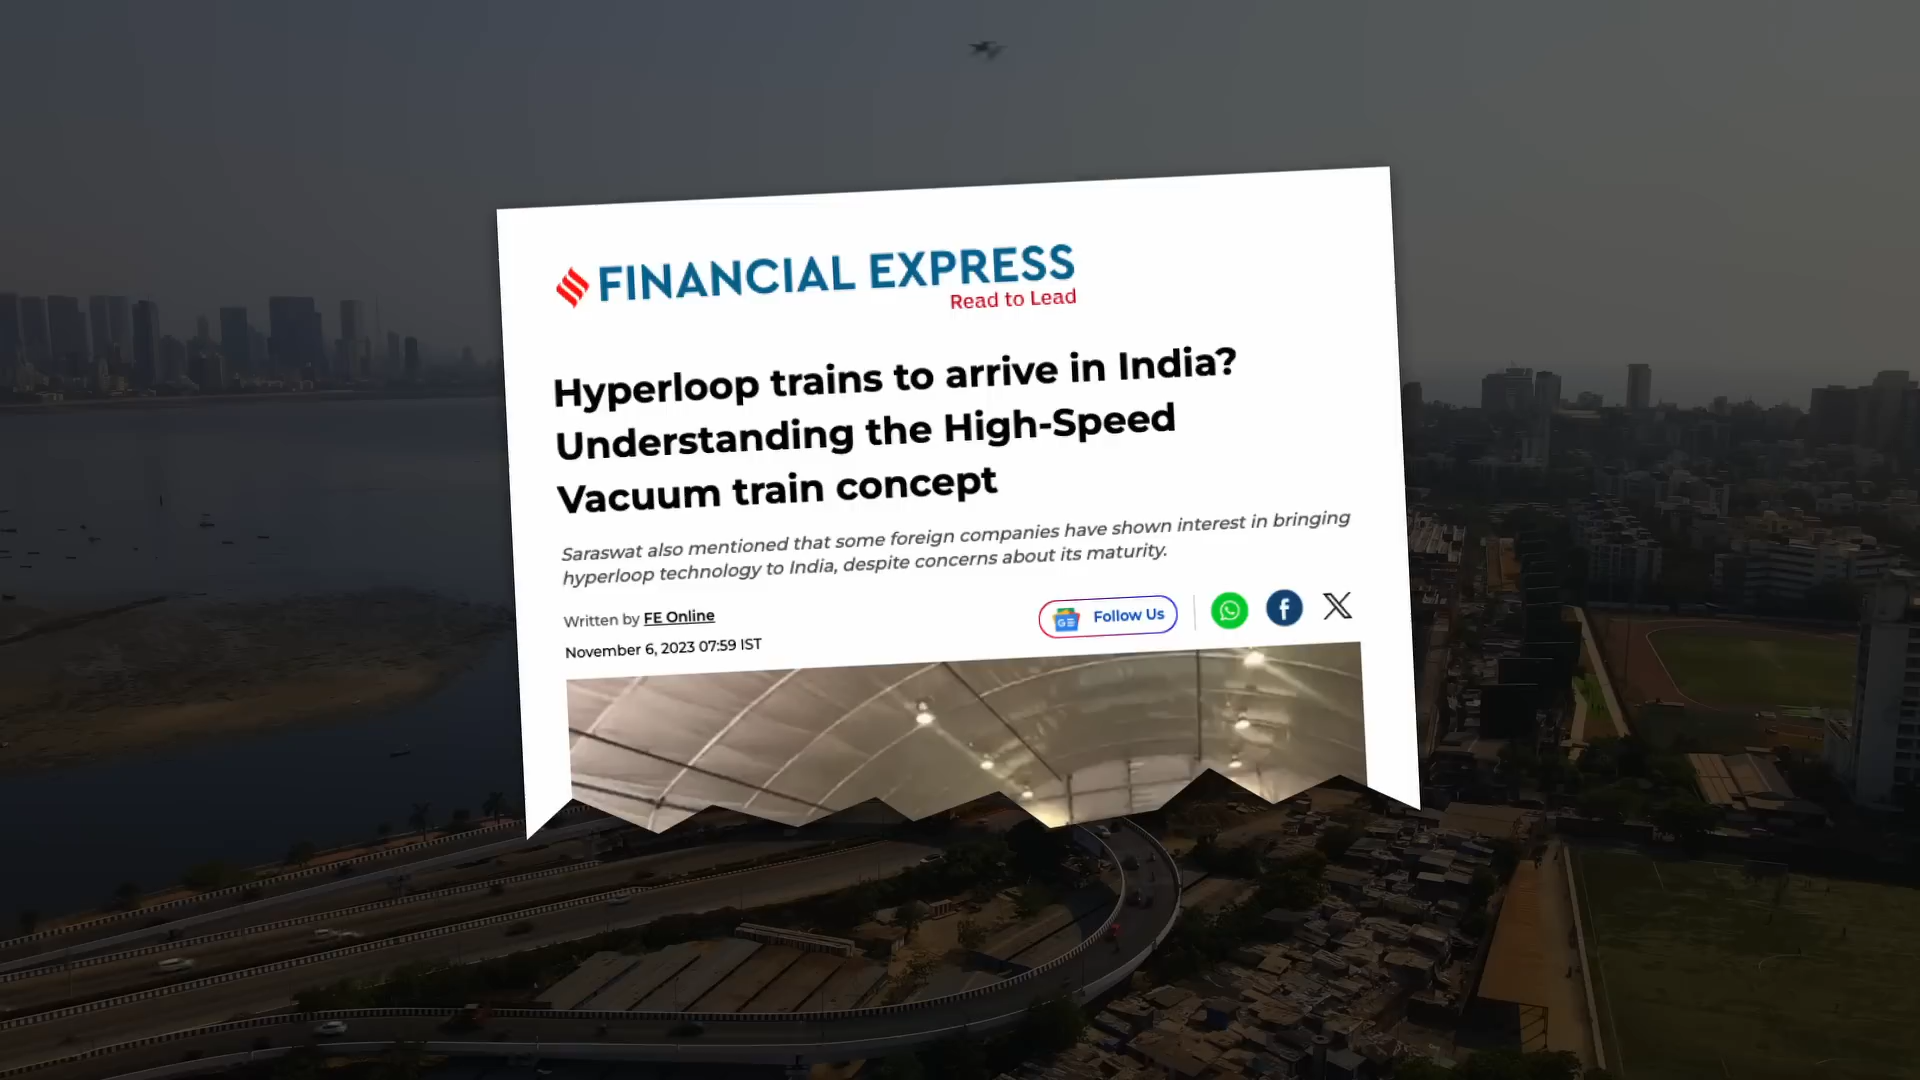 FINANCIAL EXPRESS
Read to Lead
Hyperloop trains to arrive in India?
Understanding the High-Speed
Vacuum train concept
Saraswat also mentioned that some foreign companies have shown interest in bringing
hyperloop technology to India, despite concerns about its maturity.
Written by FE Online
November 6, 2023 07:59 IST
GE Follow Us